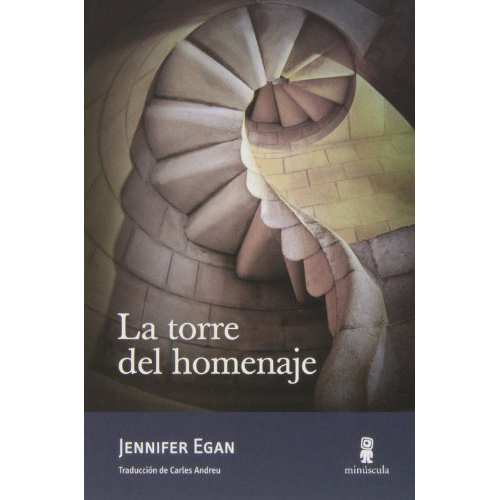 La torre
del homenaje
JENNIFER EGAN
Traducción de Carles Andreu
minúscula